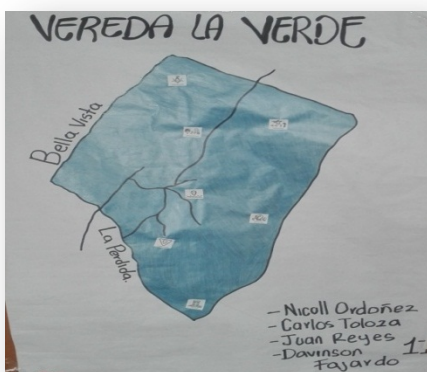 VEREDA LA VERDE
Bella Vista
La Perdida.
- Nicoll Ordoñez
- Carlos Toloza
- Juan Reyes
- Davinson
Fajardo